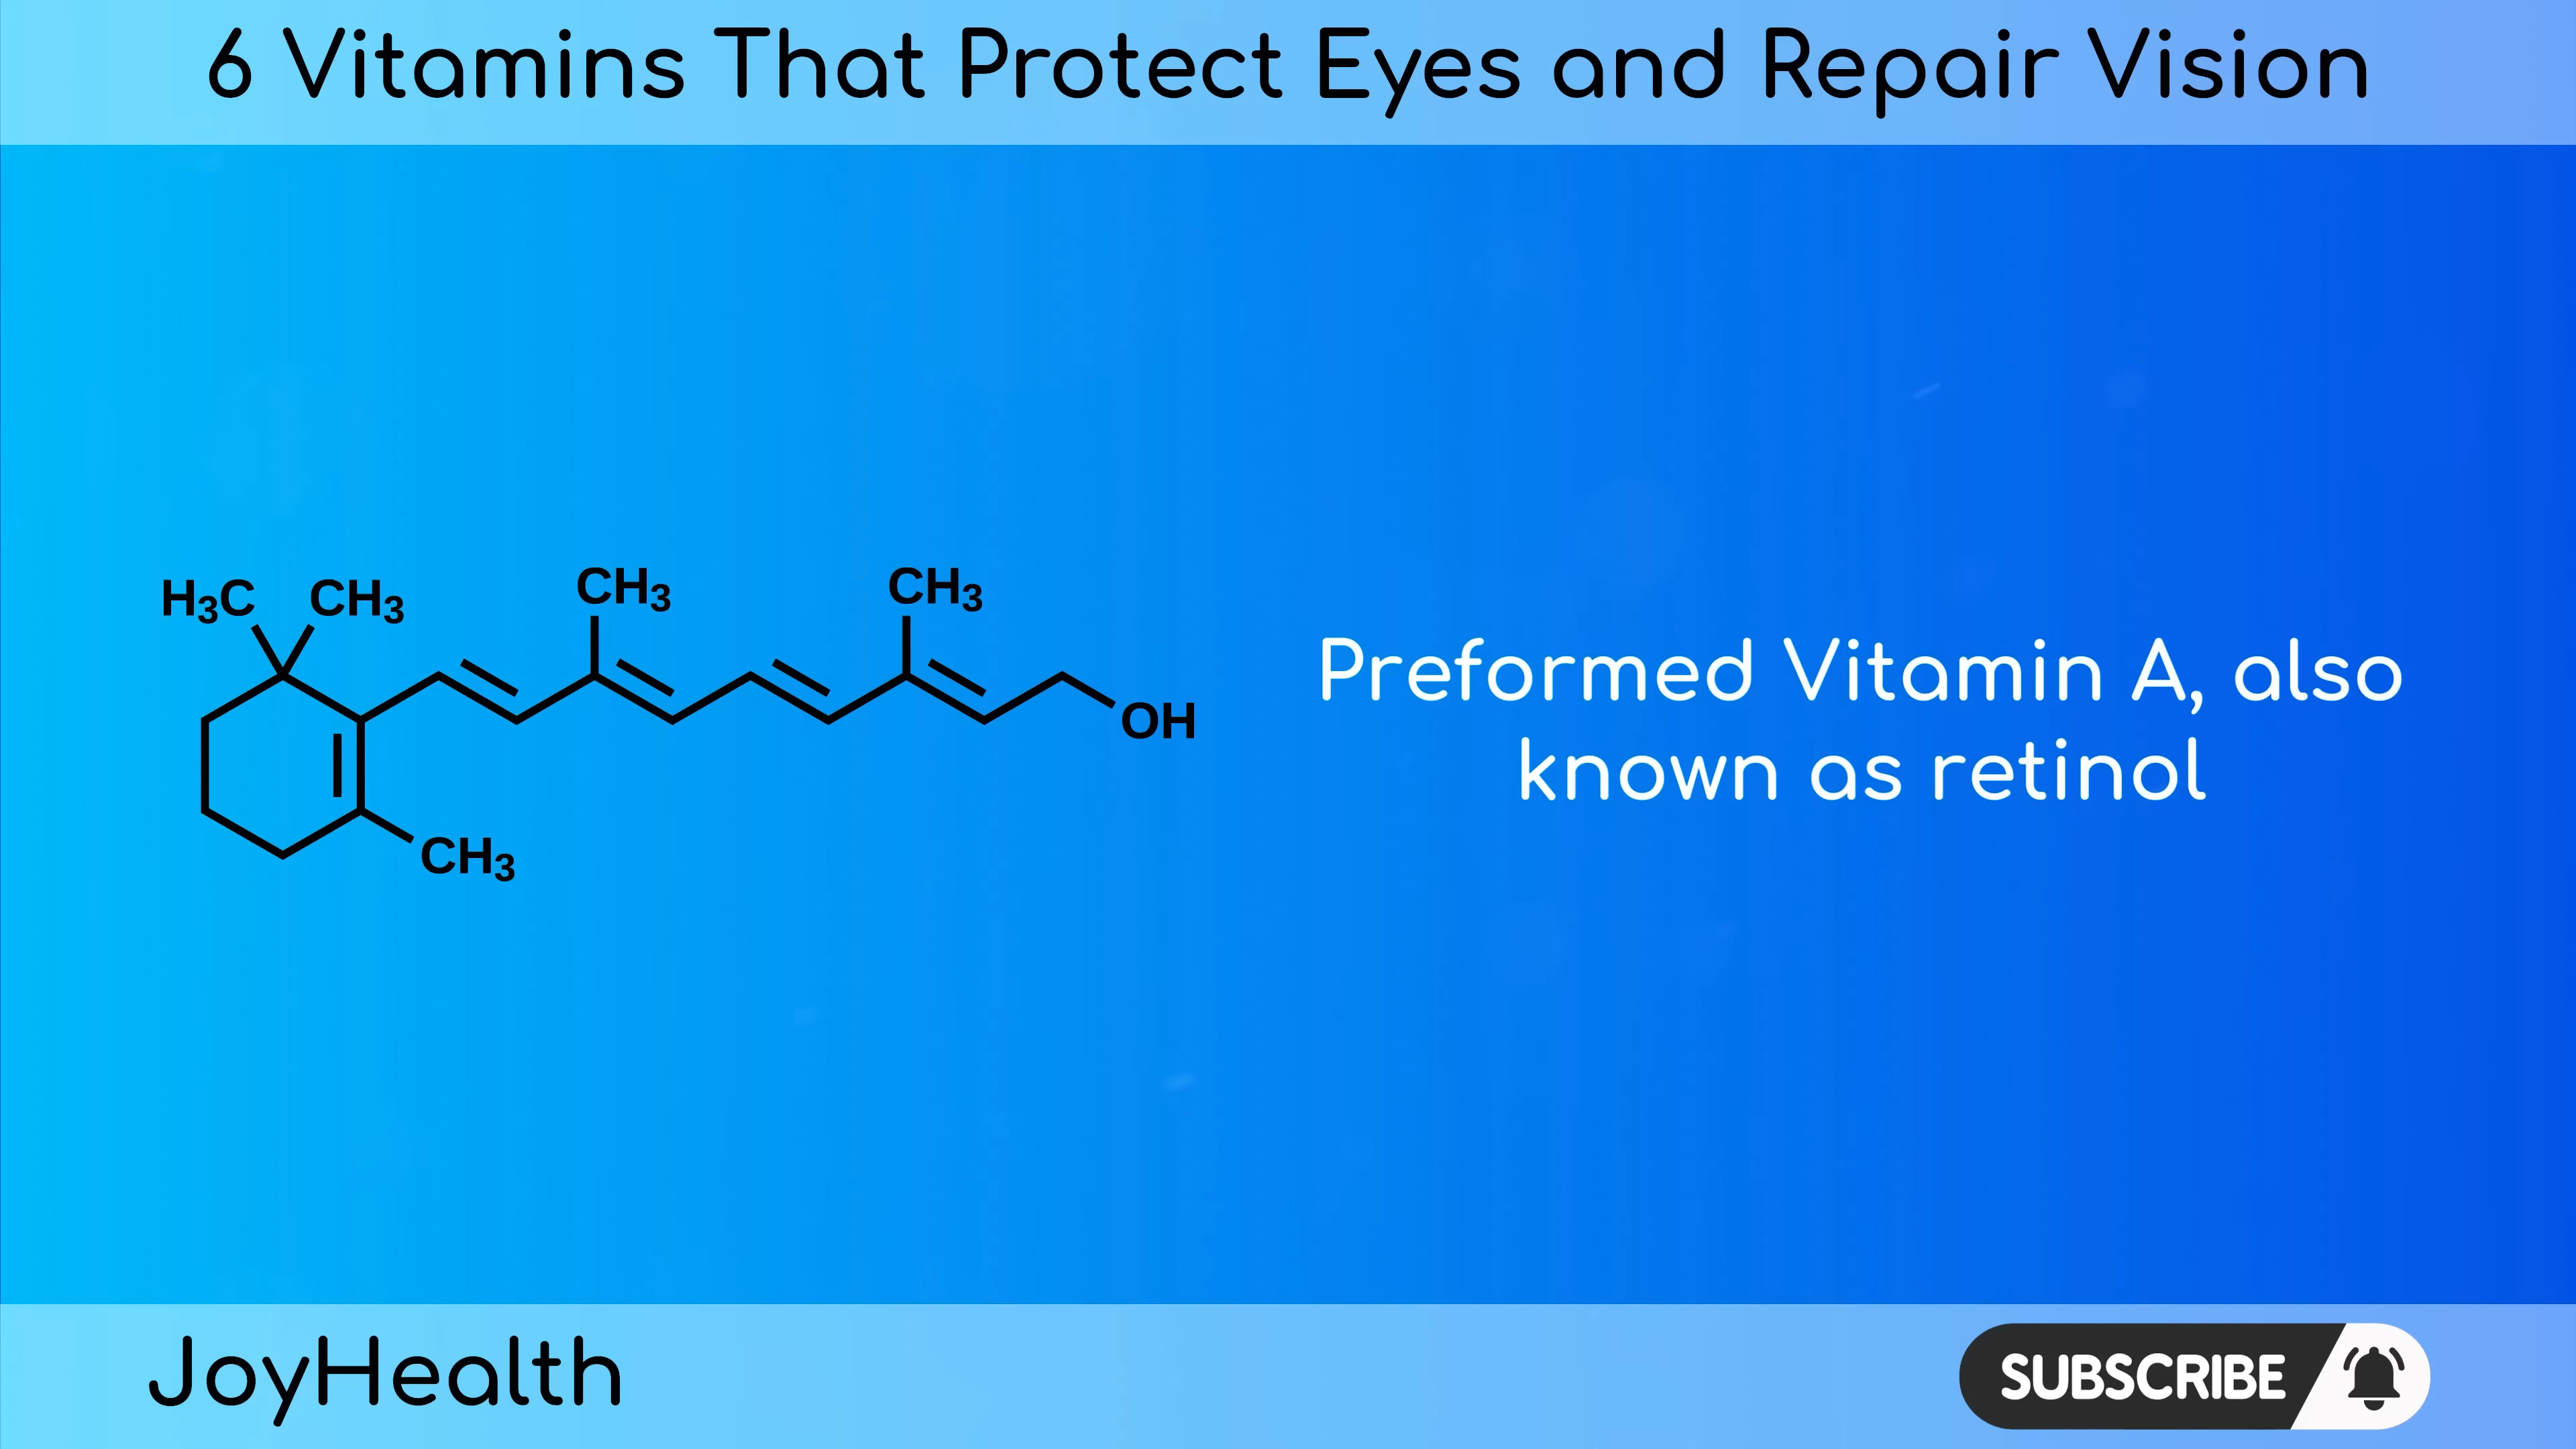 6 Vitamins That Protect Eyes and Repair Vision
H3C
CH3
CH3
CH3
OH
CH3
Preformed Vitamin A, also
known as retinol
JoyHealth
SUBSCRIBE